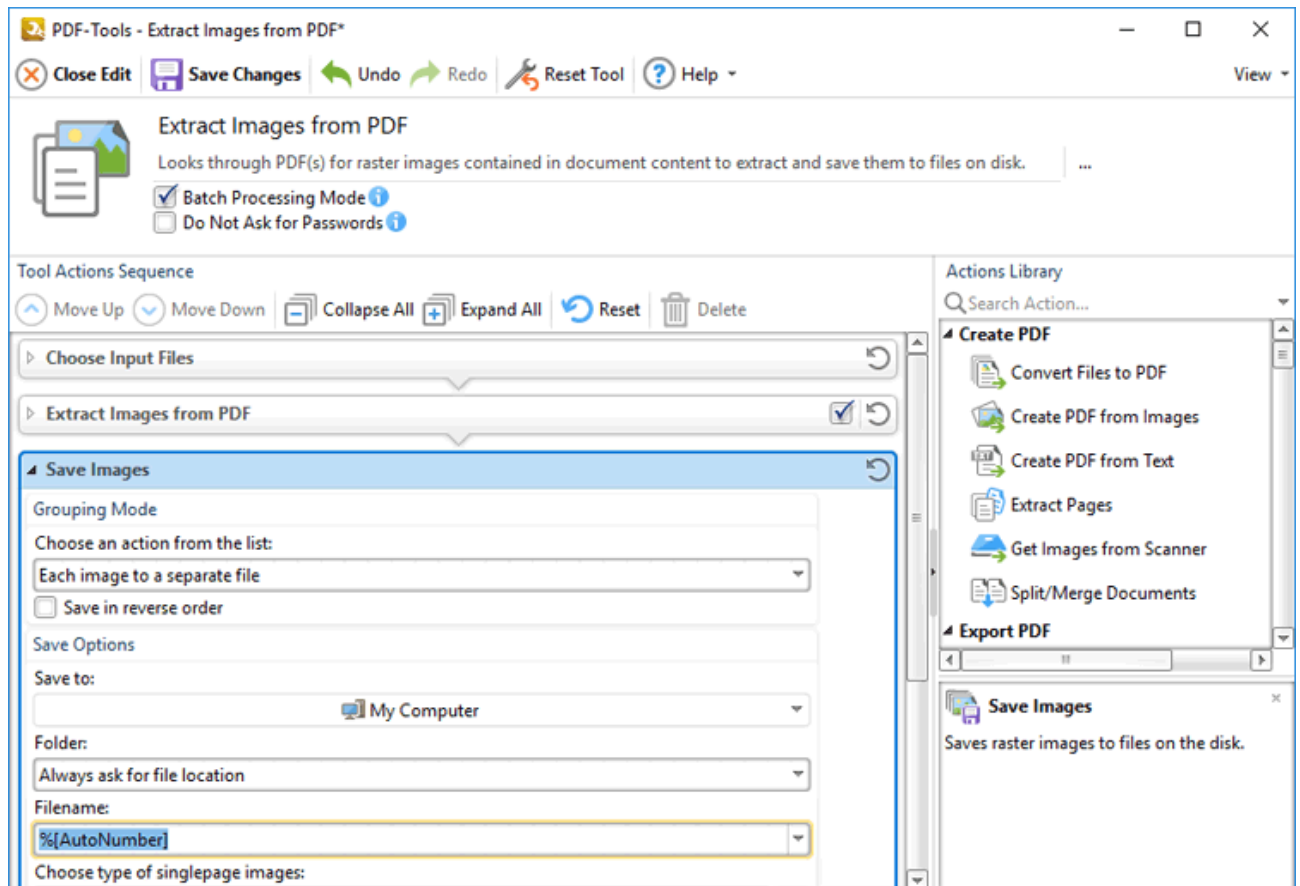 PDF-Tools - Extract Images from PDF*
Close Edit Save Changes Undo Redo Reset Tool ? Help View
Extract Images from PDF
Looks through PDF(s) for raster images contained in document content to extract and save them to files on disk. ...
Batch Processing Mode i
Do Not Ask for Passwords i
Tool Actions Sequence
Move Up Move Down Collapse All Expand All Reset Delete
Choose Input Files
Extract Images from PDF
Save Images
Grouping Mode
Choose an action from the list:
Each image to a separate file
Save in reverse order
Save Options
Save to:
My Computer
Folder:
Always ask for file location
Filename:
%[AutoNumber]
Choose type of singlepage images:
Actions Library
Search Action...
Create PDF
Convert Files to PDF
Create PDF from Images
Create PDF from Text
Extract Pages
Get Images from Scanner
Split/Merge Documents
Export PDF
Save Images
Saves raster images to files on the disk.